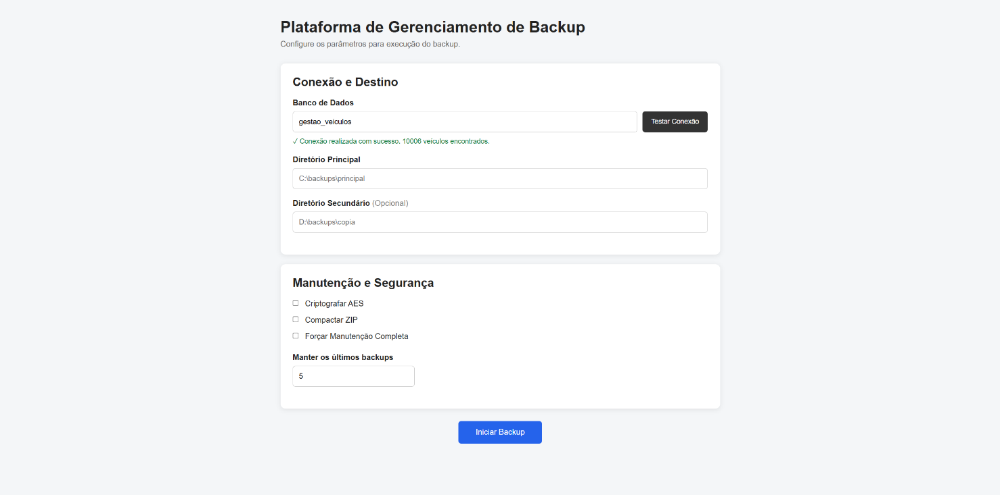 Plataforma de Gerenciamento de Backup
Configure os parâmetros para execução do backup.
Conexão e Destino
Banco de Dados
gestao_veiculos
Testar Conexão
✓ Conexão realizada com sucesso. 10006 veículos encontrados.
Diretório Principal
C:\backups\principal
Diretório Secundário (Opcional)
D:\backups\copia
Manutenção e Segurança
Criptografar AES
Compactar ZIP
Forçar Manutenção Completa
Manter os últimos backups
5
Iniciar Backup